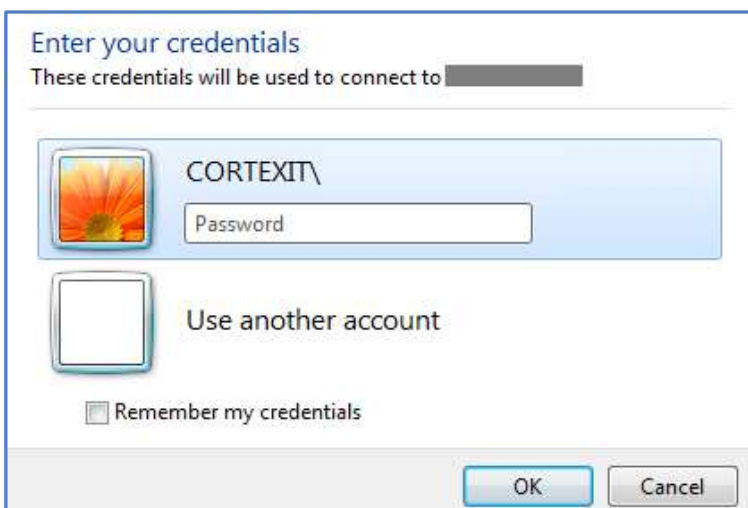 Enter your credentials
These credentials will be used to connect to
CORTEXIT\
Password
Use another account
Remember my credentials
OK
Cancel